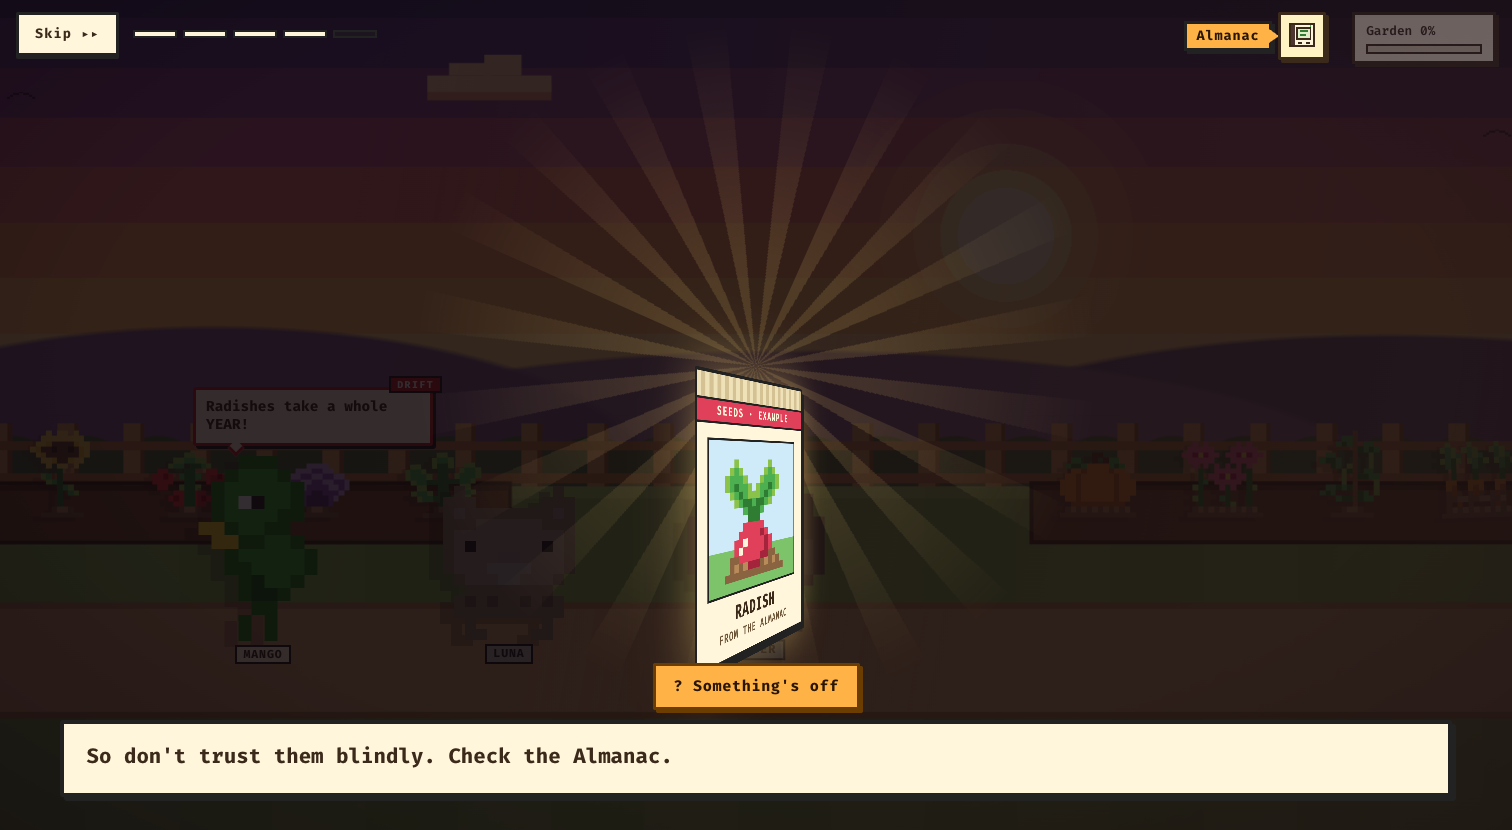 Skip ▸▸
Almanac
Garden 0%
DRIFT
Radishes take a whole
YEAR!
SEEDS · EXAMPLE
RADISH
FROM THE ALMANAC
MANGO
LUNA
? Something's off
So don't trust them blindly. Check the Almanac.